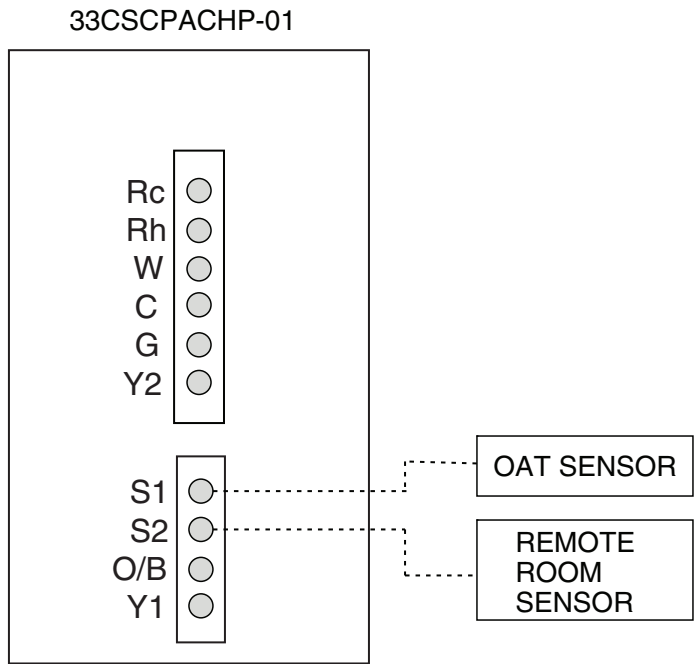 33CSCPACHP-01
Rc
Rh
W
C
G
Y2
S1
S2
O/B
Y1
OAT SENSOR
REMOTE
ROOM
SENSOR